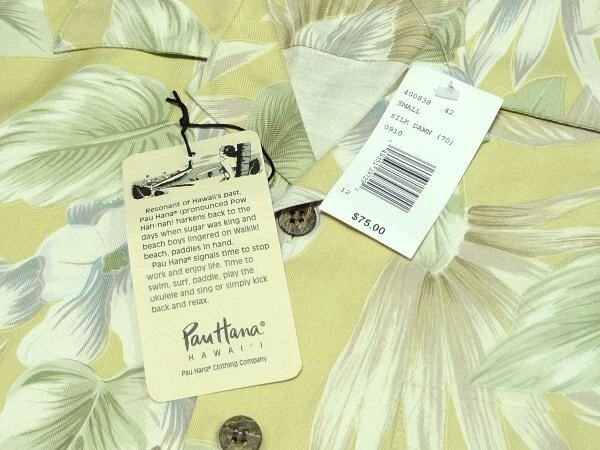 Resonant of Hawaii's past,
Pau Hana® (pronounced Pow
Hah-nah) harkens back to the
days when sugar was king and
beach boys lingered on Waikiki
beach, paddles in hand.
Pau Hana® signals time to stop
work and enjoy life. Time to
swim, surf, paddle, play the
ukulele and sing or simply kick
back and relax.
Pau Hana®
HAWAI'I
Pau Hana® Clothing Company
400838 42
SMALL
SILK DAWN (70)
0910
12
$75.00